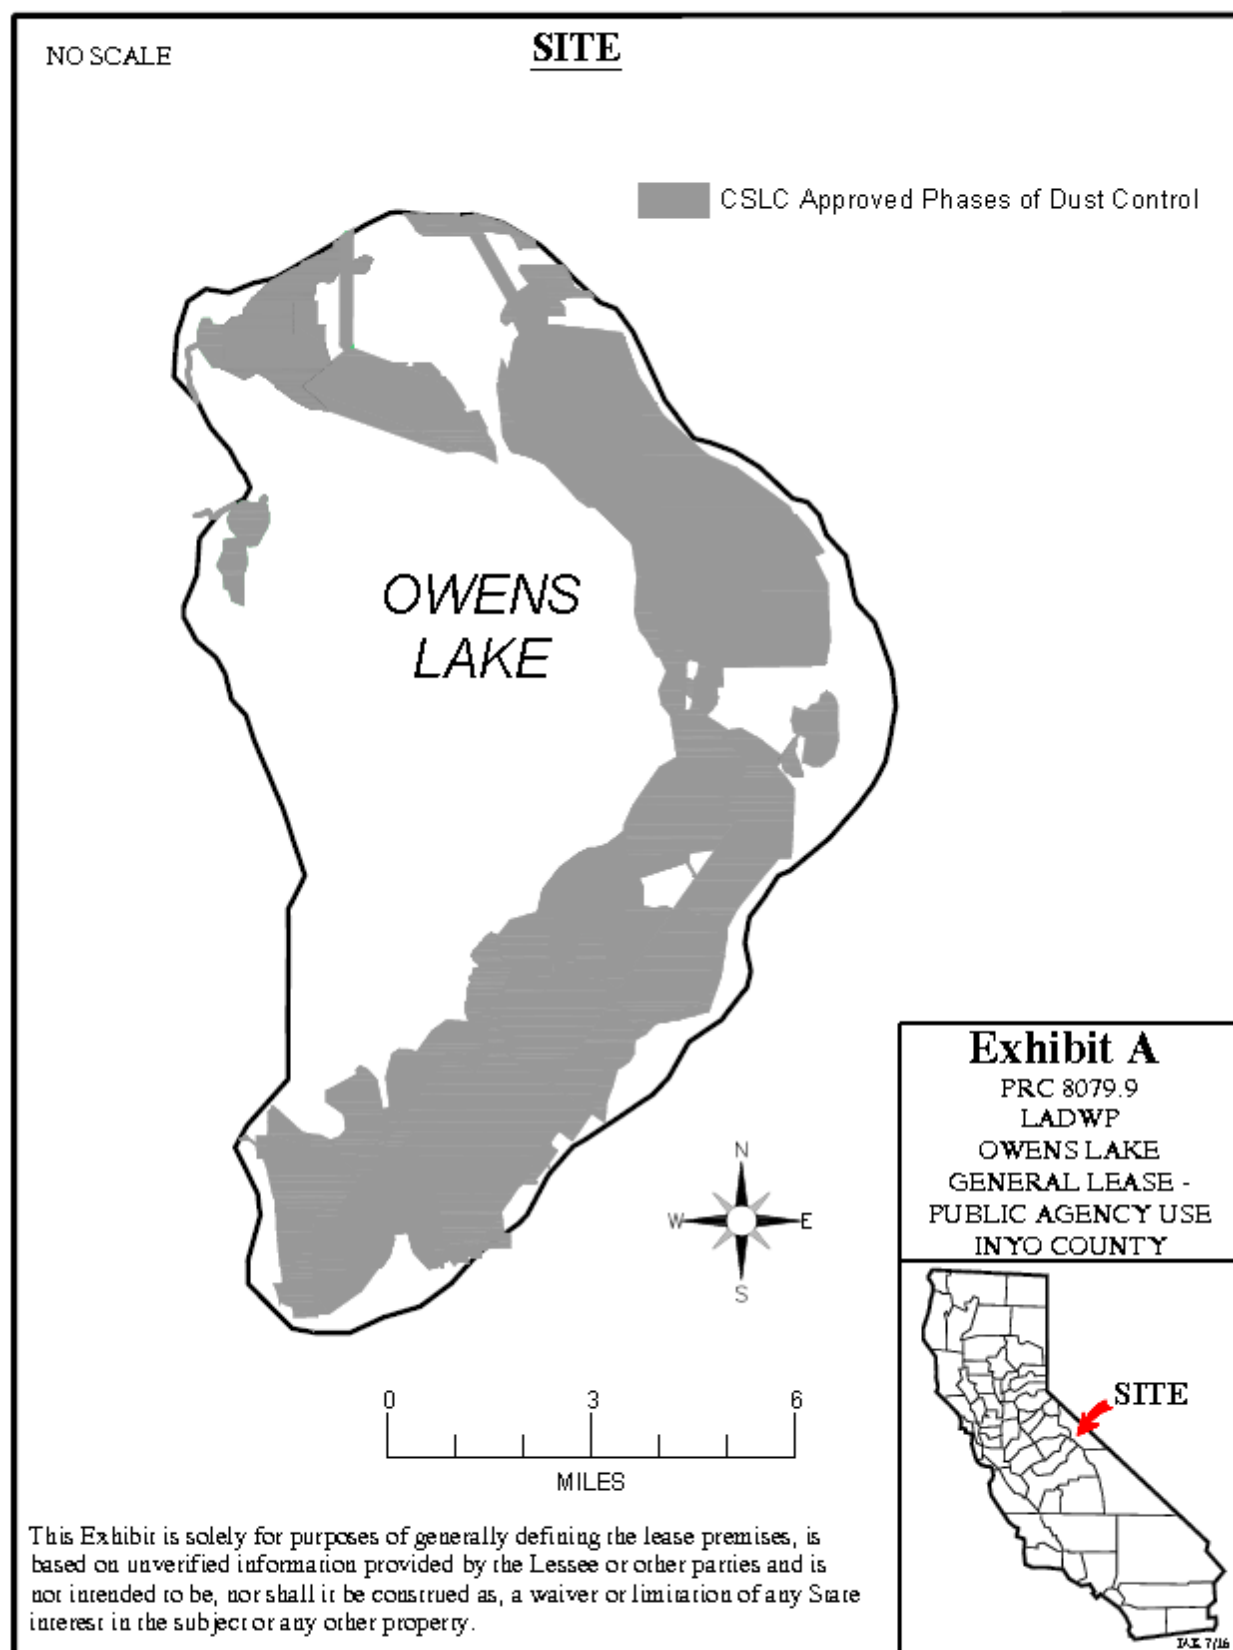 NO SCALE
SITE
CSLC Approved Phases of Dust Control
OWENS
LAKE
N
W E
S
0 3 6
MILES
Exhibit A
PRC 8079.9
LADWP
OWENS LAKE
GENERAL LEASE -
PUBLIC AGENCY USE
INYO COUNTY
SITE
This Exhibit is solely for purposes of generally defining the lease premises, is
based on unverified information provided by the Lessee or other parties and is
not intended to be, nor shall it be construed as, a waiver or limitation of any State
interest in the subject or any other property.
7/16